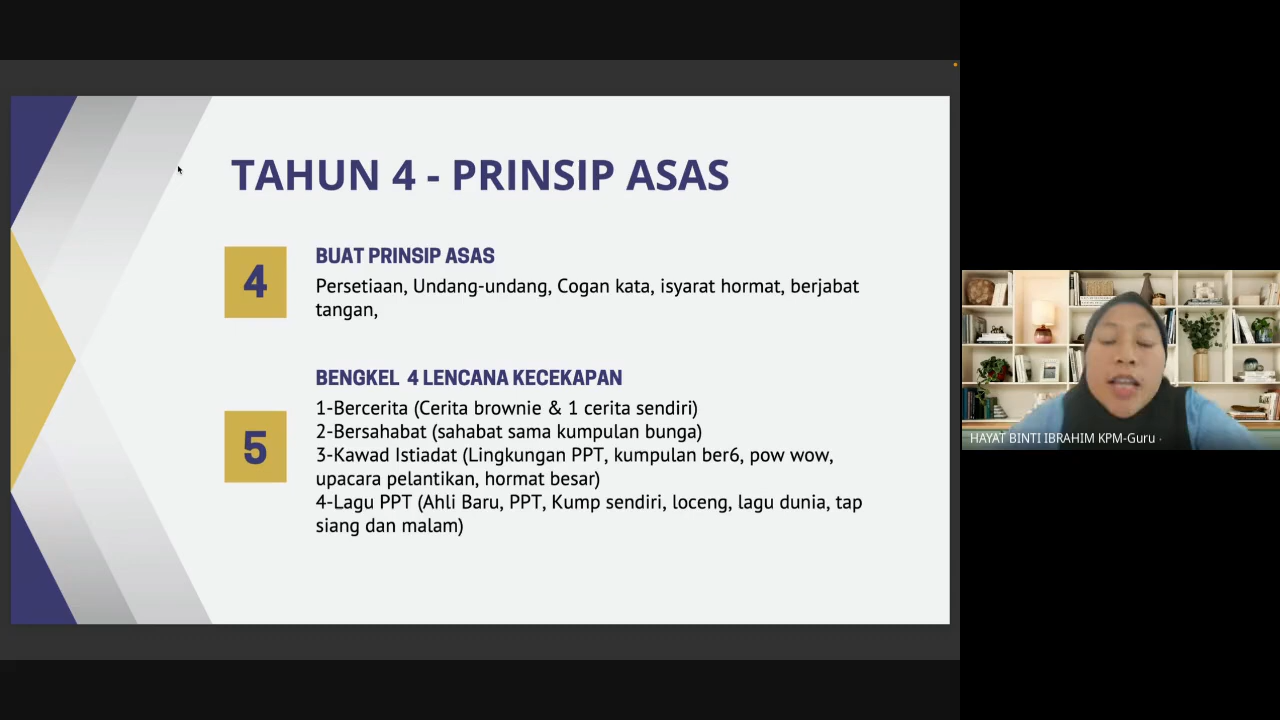 TAHUN 4 - PRINSIP ASAS
4
BUAT PRINSIP ASAS
Persetiaan, Undang-undang, Cogan kata, isyarat hormat, berjabat
tangan,
5
BENGKEL 4 LENCANA KECEKAPAN
1-Bercerita (Cerita brownie & 1 cerita sendiri)
2-Bersahabat (sahabat sama kumpulan bunga)
3-Kawad Istiadat (Lingkungan PPT, kumpulan ber6, pow wow,
upacara pelantikan, hormat besar)
4-Lagu PPT (Ahli Baru, PPT, Kump sendiri, loceng, lagu dunia, tap
siang dan malam)
HAYAT BINTI IBRAHIM KPM-Guru